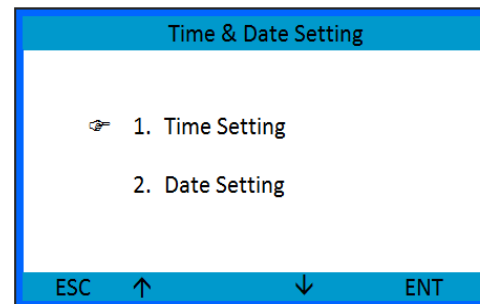 Time & Date Setting
☞ 1. Time Setting
2. Date Setting
ESC ↑ ↓ ENT